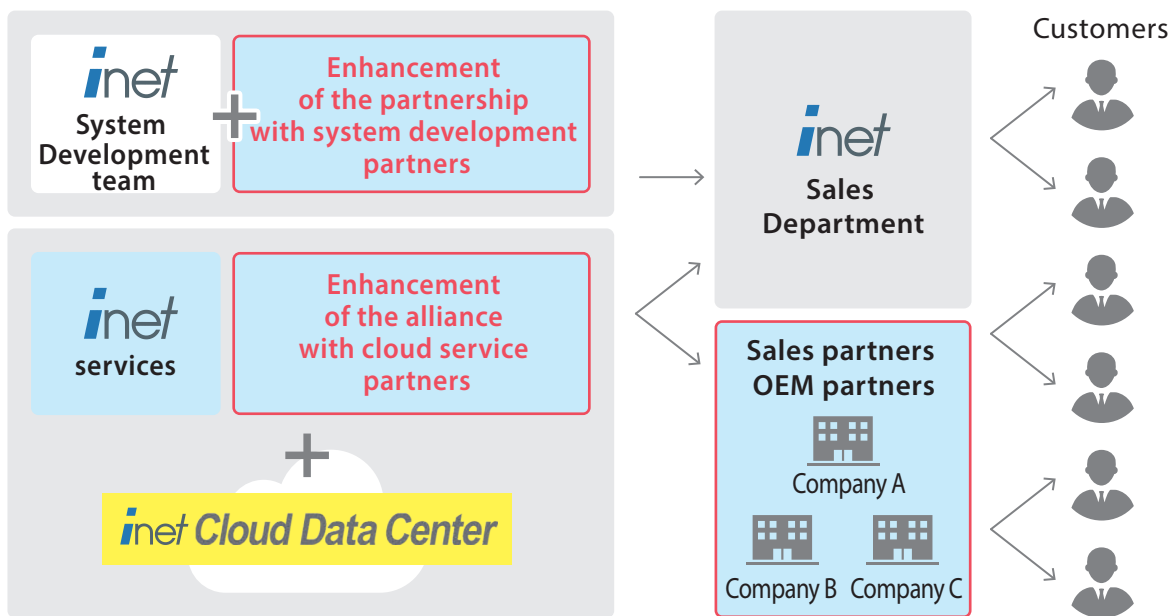 inet
System
Development
team
+
Enhancement
of the partnership
with system development
partners
inet
services
Enhancement
of the alliance
with cloud service
partners
+
inet Cloud Data Center
inet
Sales
Department
Sales partners
OEM partners
Company A
Company B
Company C
Customers